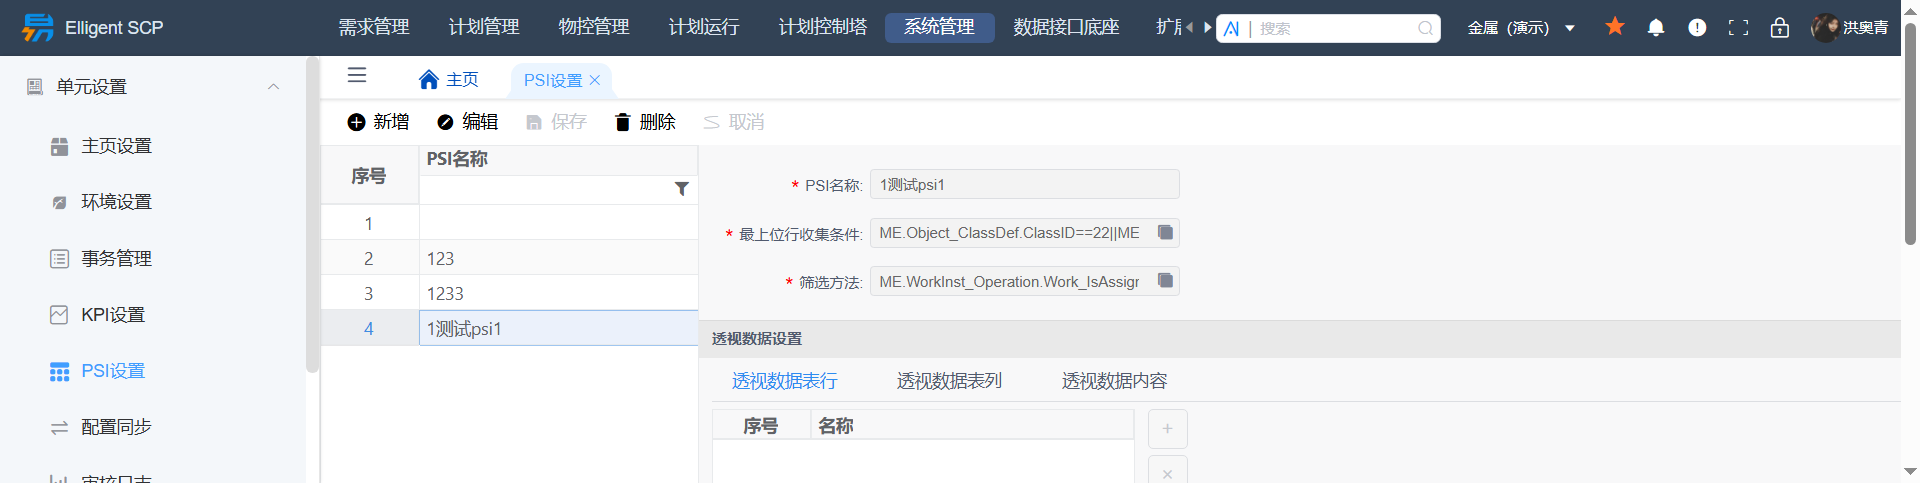 Elligent SCP
需求管理 计划管理 物控管理 计划运行 计划控制塔 系统管理 数据接口底座 AI | 搜索 金属 (演示) 洪奥青
单元设置
主页设置
环境设置
事务管理
KPI设置
PSI设置
配置同步
主页 PSI设置
新增 编辑 保存 删除 取消
序号 PSI名称
1
2 123
3 1233
4 1测试psi1
* PSI名称: 1测试psi1
* 最上位行收集条件: ME.Object_ClassDef.ClassID==22||ME
* 筛选方法: ME.WorkInst_Operation.Work_IsAssigr
透视数据设置
透视数据表行 透视数据表列 透视数据内容
序号 名称